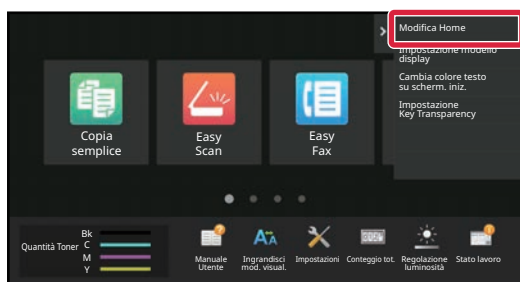 Modifica Home
Impostazione modello
display
Cambia colore testo
su scherm. iniz.
Impostazione
Key Transparency
Copia
semplice
Easy
Scan
Easy
Fax
Quantità Toner
Bk
C
M
Y
Manuale
Utente
Ingrandisci
mod. visual.
Impostazioni
Conteggio tot.
Regolazione
luminosità
Stato lavoro